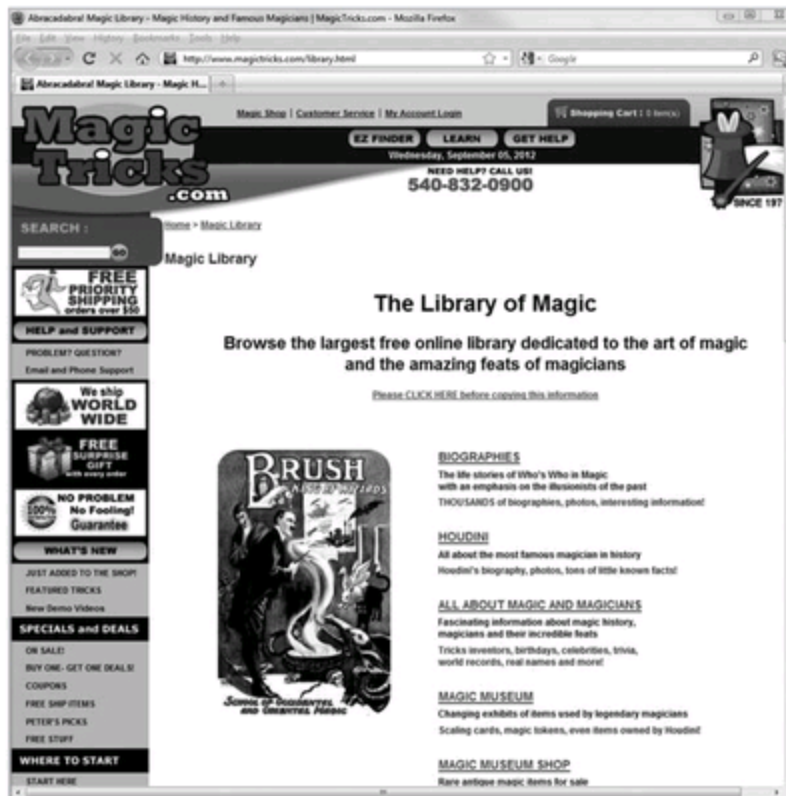 Abracadabra! Magic Library - Magic History and Famous Magicians | MagicTricks.com - Mozilla Firefox
File Edit View History Bookmarks Tools Help
http://www.magictricks.com/library.html
Google
Abracadabra! Magic Library - Magic H...
Magic Shop | Customer Service | My Account Login
Shopping Cart : 0 item(s)
Magic
Tricks
.com
EZ FINDER
LEARN
GET HELP
Wednesday, September 05, 2012
NEED HELP? CALL US!
540-832-0900
SINCE 197
SEARCH :
GO
Home > Magic Library
Magic Library
FREE
PRIORITY
SHIPPING
orders over $50
HELP and SUPPORT
PROBLEM? QUESTION?
Email and Phone Support
We ship
WORLD
WIDE
FREE
SURPRISE
GIFT
with every order
100%
NO PROBLEM
No Fooling!
Guarantee
WHAT'S NEW
JUST ADDED TO THE SHOP!
FEATURED TRICKS
New Demo Videos
SPECIALS and DEALS
ON SALE!
BUY ONE- GET ONE DEALS!
COUPONS
FREE SHIP ITEMS
PETER'S PICKS
FREE STUFF
WHERE TO START
START HERE
The Library of Magic
Browse the largest free online library dedicated to the art of magic
and the amazing feats of magicians
Please CLICK HERE before copying this information
BRUSH
KING OF WIZARDS
SCHOOL OF OCCIDENTAL
AND ORIENTAL MAGIC
BIOGRAPHIES
The life stories of Who's Who in Magic
with an emphasis on the illusionists of the past
THOUSANDS of biographies, photos, interesting information!
HOUDINI
All about the most famous magician in history
Houdini's biography, photos, tons of little known facts!
ALL ABOUT MAGIC AND MAGICIANS
Fascinating information about magic history,
magicians and their incredible feats
Tricks inventors, birthdays, celebrities, trivia,
world records, real names and more!
MAGIC MUSEUM
Changing exhibits of items used by legendary magicians
Scaling cards, magic tokens, even items owned by Houdini!
MAGIC MUSEUM SHOP
Rare antique magic items for sale